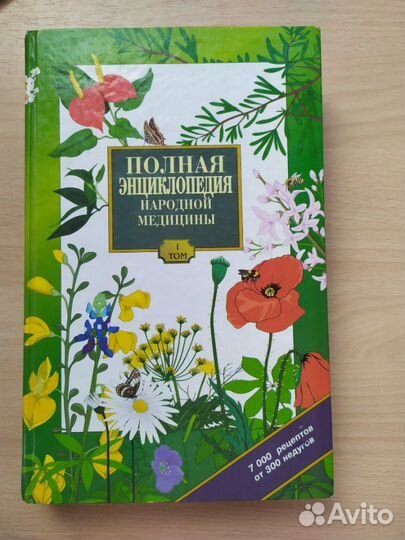 ПОЛНАЯ
ЭНЦИКЛОПЕДИЯ
НАРОДНОЙ
МЕДИЦИНЫ
I
ТОМ
7 000 рецептов
от 300 недугов
Avito